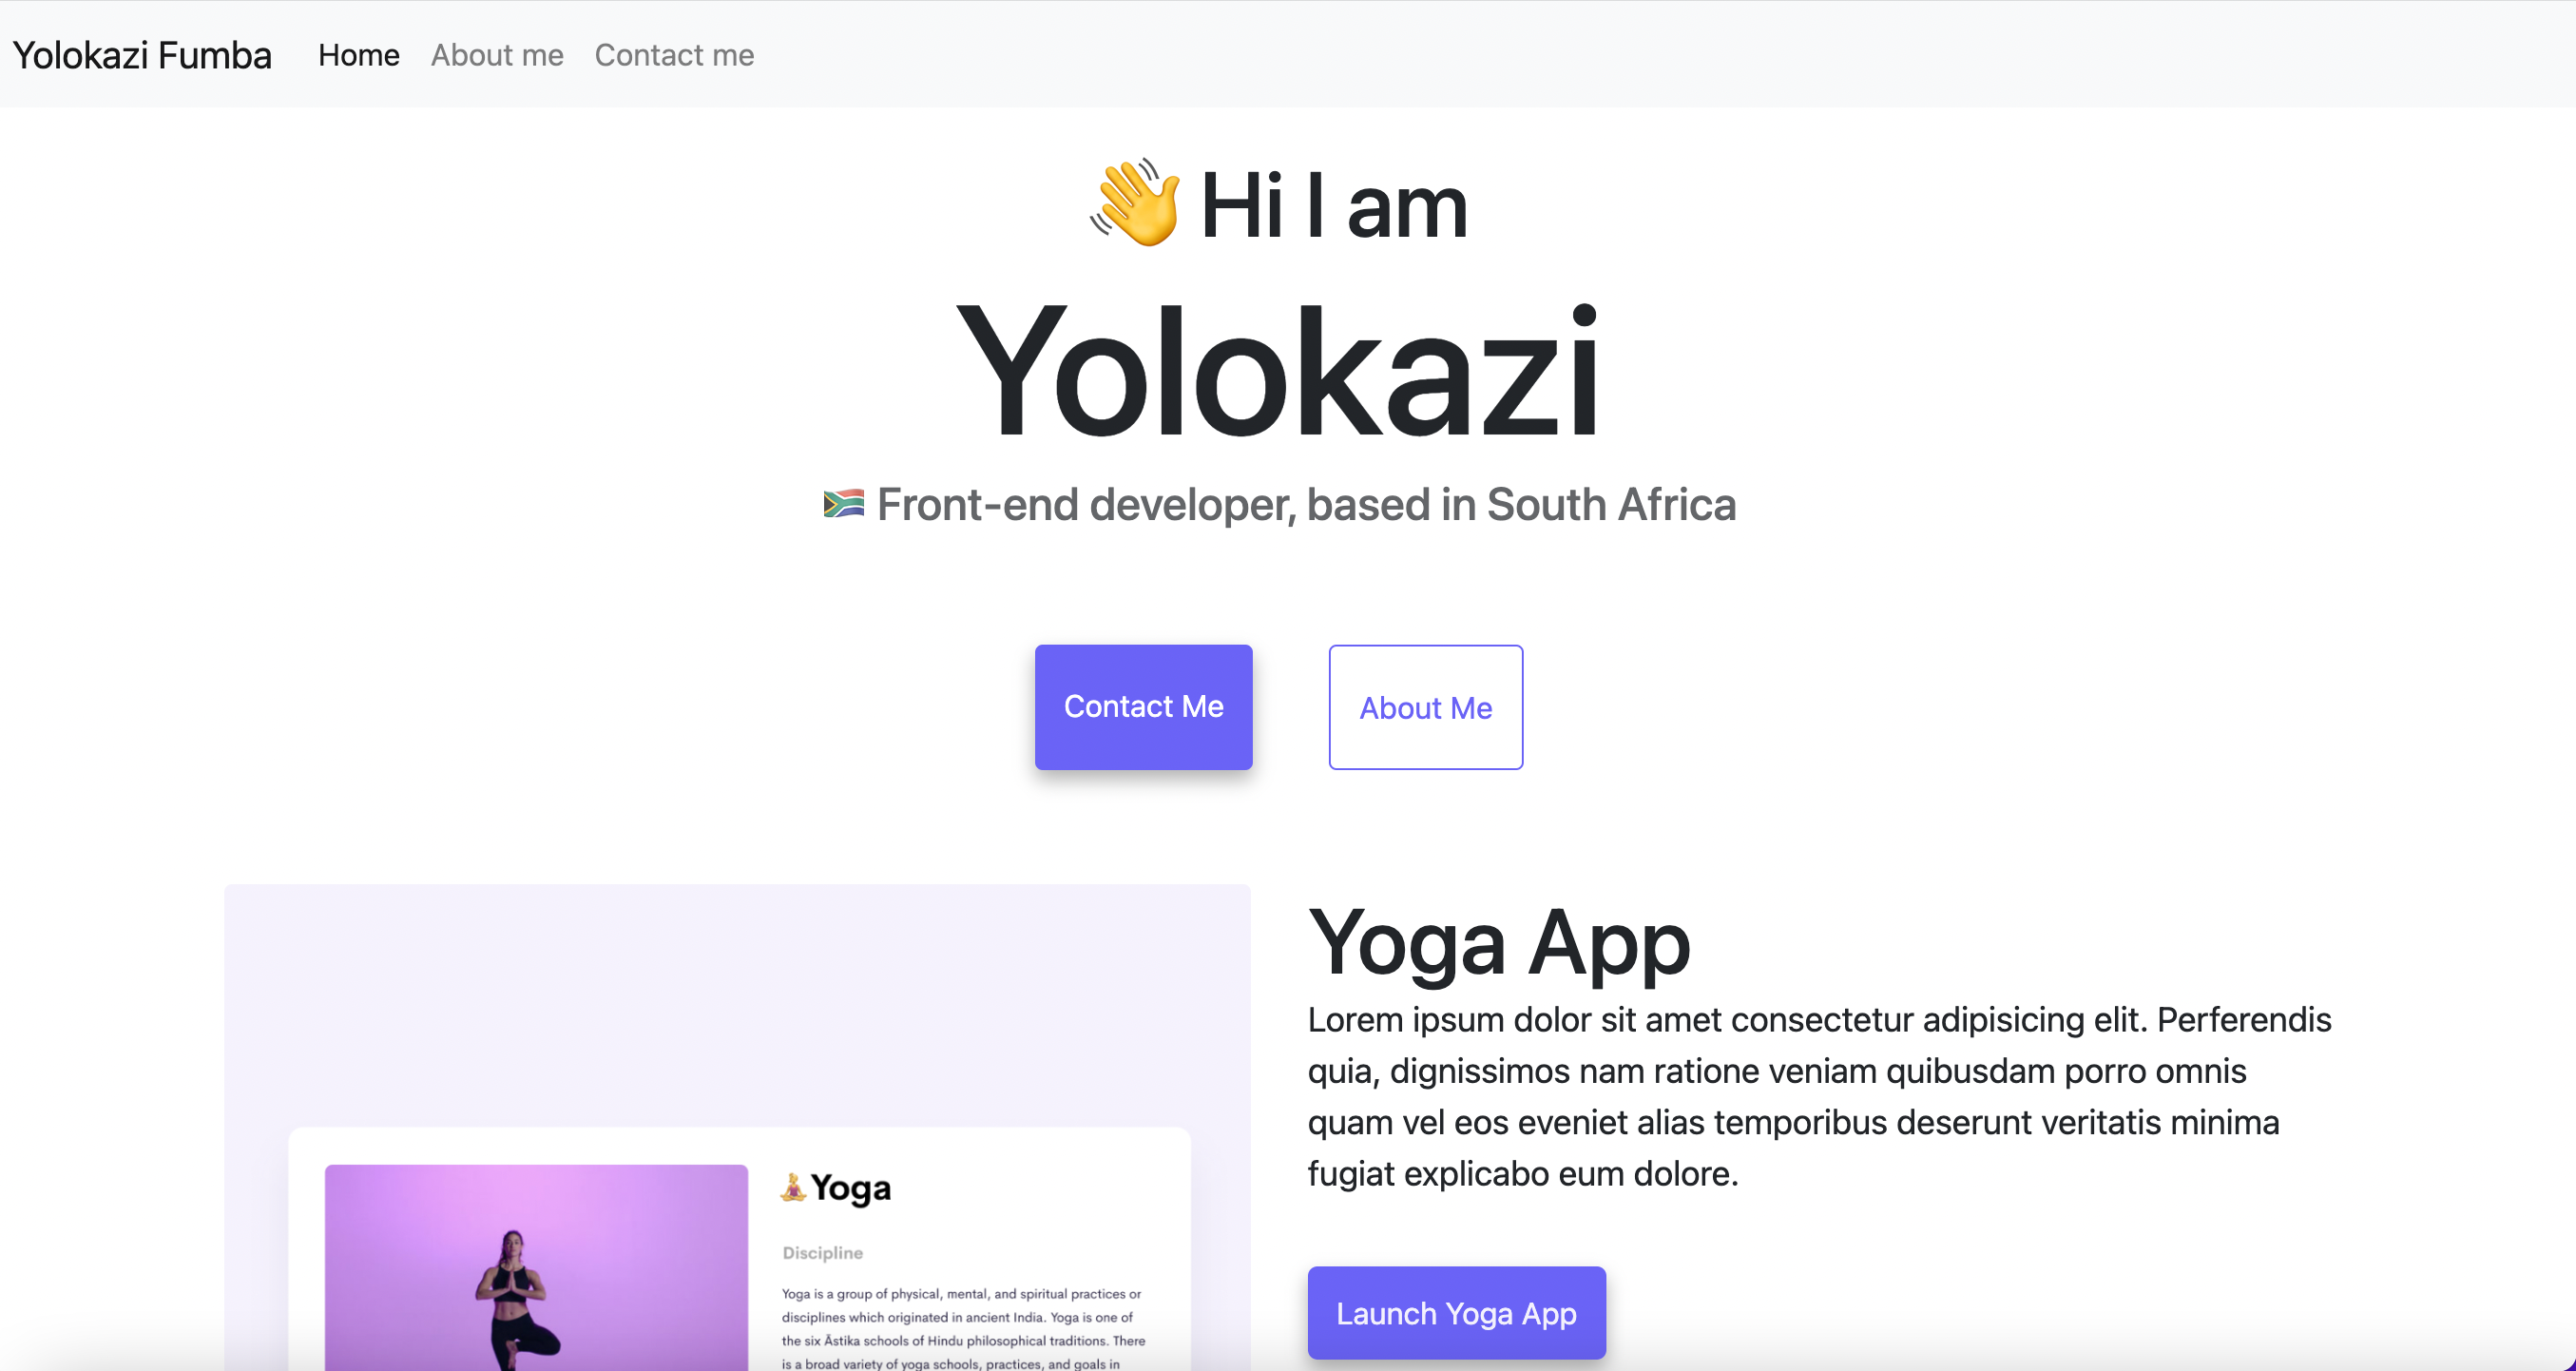 Yolokazi Fumba Home About me Contact me
👋 Hi I am
Yolokazi
🇿🇦 Front-end developer, based in South Africa
Contact Me About Me
Yoga App
Lorem ipsum dolor sit amet consectetur adipisicing elit. Perferendis
quia, dignissimos nam ratione veniam quibusdam porro omnis
quam vel eos eveniet alias temporibus deserunt veritatis minima
fugiat explicabo eum dolore.
Launch Yoga App
🧘Yoga
Discipline
Yoga is a group of physical, mental, and spiritual practices or
disciplines which originated in ancient India. Yoga is one of
the six Āstika schools of Hindu philosophical traditions. There
is a broad variety of yoga schools, practices, and goals in